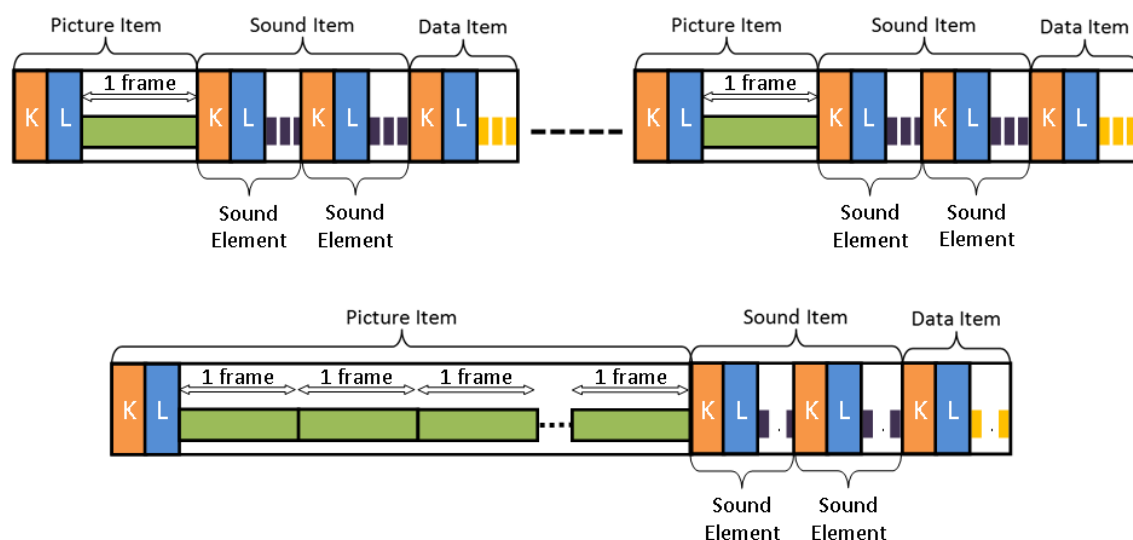 Picture Item Sound Item Data Item Picture Item Sound Item Data Item
1 frame 1 frame
K L K L K L K L K L K L K L K L
Sound Sound Sound Sound
Element Element Element Element
Picture Item Sound Item Data Item
1 frame 1 frame 1 frame 1 frame
K L K L K L K L
Sound Sound
Element Element